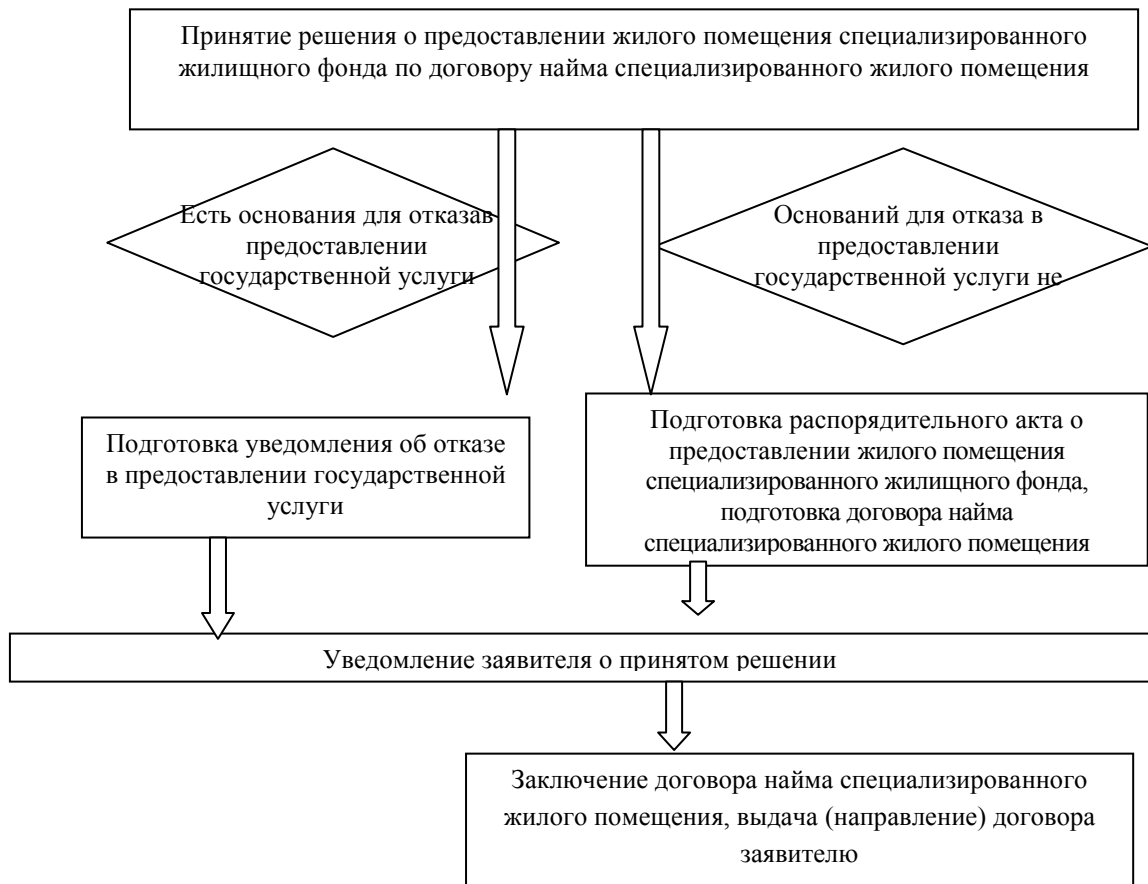 Принятие решения о предоставлении жилого помещения специализированного
жилищного фонда по договору найма специализированного жилого помещения
Есть основания для отказав
предоставлении
государственной услуги
Оснований для отказа в
предоставлении
государственной услуги не
Подготовка уведомления об отказе
в предоставлении государственной
услуги
Подготовка распорядительного акта о
предоставлении жилого помещения
специализированного жилищного фонда,
подготовка договора найма
специализированного жилого помещения
Уведомление заявителя о принятом решении
Заключение договора найма специализированного
жилого помещения, выдача (направление) договора
заявителю